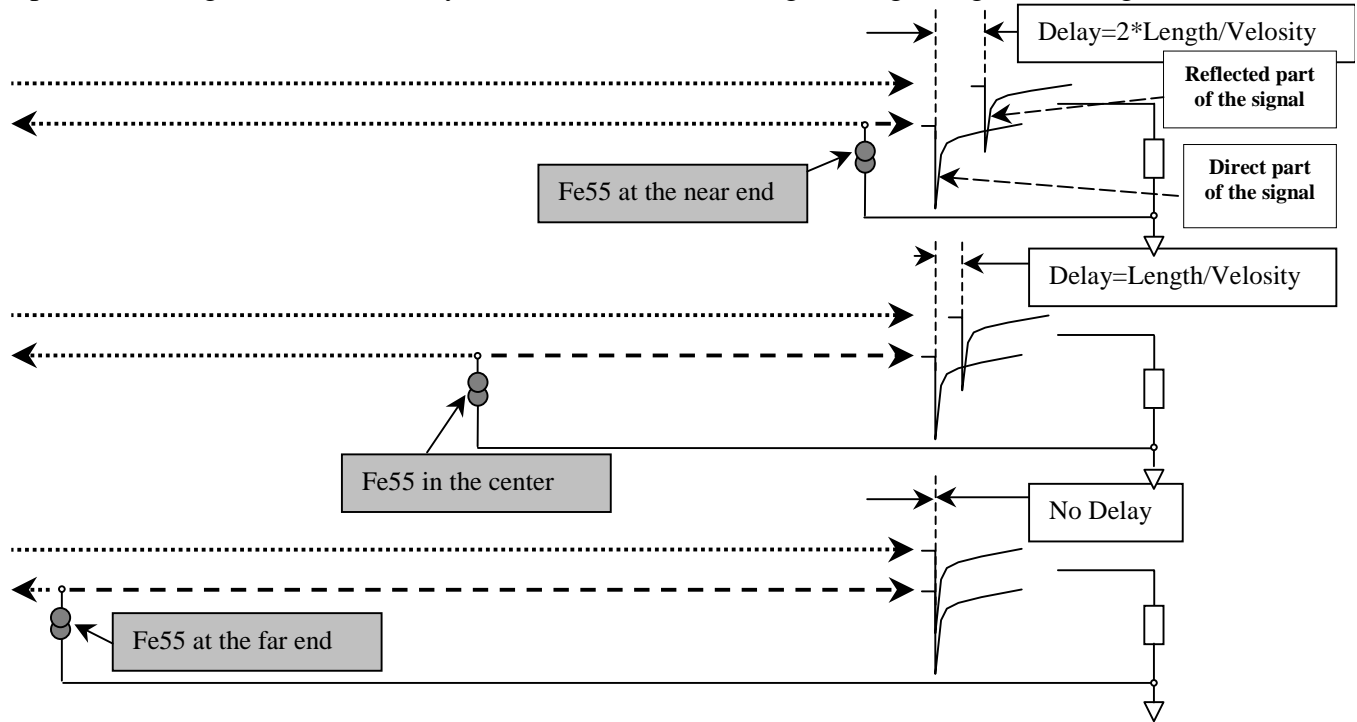 Delay=2*Length/Velosity
Reflected part
of the signal
Fe55 at the near end
Direct part
of the signal
Delay=Length/Velosity
Fe55 in the center
No Delay
Fe55 at the far end